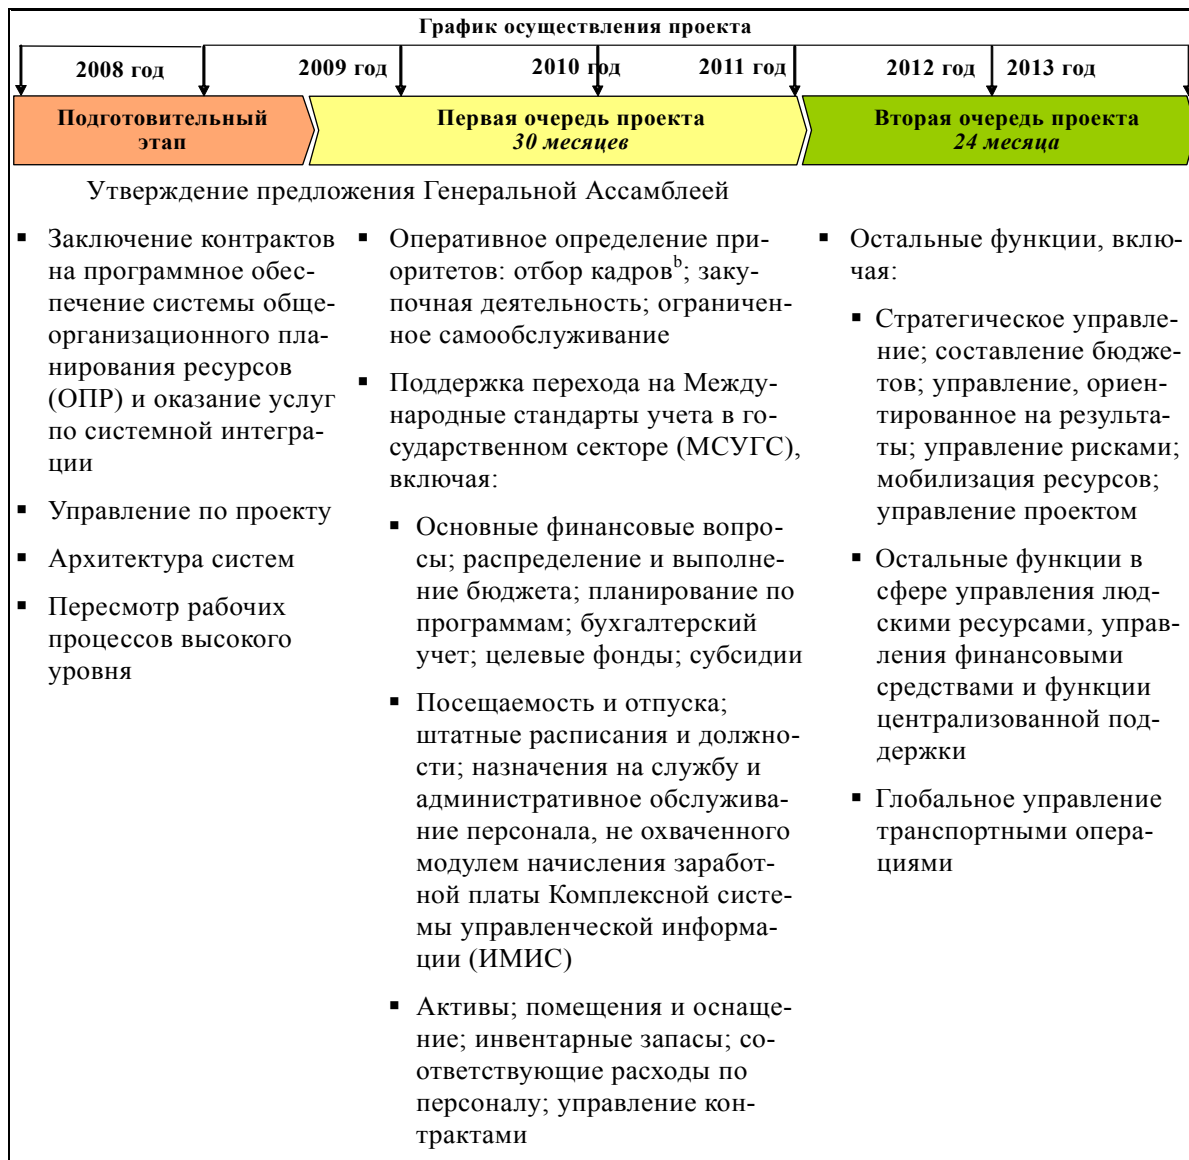 График осуществления проекта
2008 год 2009 год 2010 год 2011 год 2012 год 2013 год
Подготовительный
этап
Первая очередь проекта
30 месяцев
Вторая очередь проекта
24 месяца
Утверждение предложения Генеральной Ассамблеей
▪ Заключение контрактов
на программное обес-
печение системы обще-
организационного пла-
нирования ресурсов
(ОПР) и оказание услуг
по системной интегра-
ции
▪ Управление по проекту
▪ Архитектура систем
▪ Пересмотр рабочих
процессов высокого
уровня
▪ Оперативное определение при-
оритетов: отбор кадров^b; заку-
почная деятельность; ограничен-
ное самообслуживание
▪ Поддержка перехода на Между-
народные стандарты учета в го-
сударственном секторе (МСУГС),
включая:
▪ Основные финансовые вопро-
сы; распределение и выполне-
ние бюджета; планирование по
программам; бухгалтерский
учет; целевые фонды; субсидии
▪ Посещаемость и отпуска;
штатные расписания и должно-
сти; назначения на службу и
административное обслужива-
ние персонала, не охваченного
модулем начисления заработ-
ной платы Комплексной систе-
мы управленческой информа-
ции (ИМИС)
▪ Активы; помещения и оснаще-
ние; инвентарные запасы; со-
ответствующие расходы по
персоналу; управление кон-
трактами
▪ Остальные функции, вклю-
чая:
▪ Стратегическое управле-
ние; составление бюдже-
тов; управление, ориен-
тированное на результа-
ты; управление рисками;
мобилизация ресурсов;
управление проектом
▪ Остальные функции в
сфере управления люд-
скими ресурсами, управ-
ления финансовыми
средствами и функции
централизованной под-
держки
▪ Глобальное управление
транспортными опера-
циями